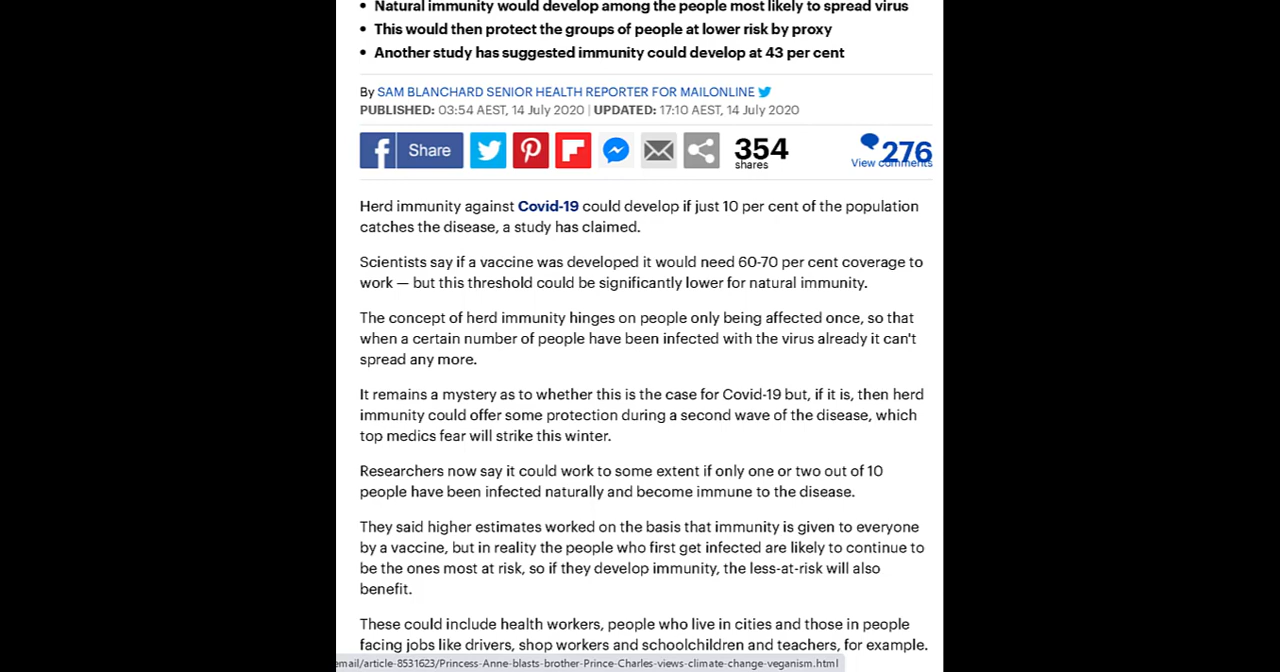 Natural immunity would develop among the people most likely to spread virus
This would then protect the groups of people at lower risk by proxy
Another study has suggested immunity could develop at 43 per cent
By SAM BLANCHARD SENIOR HEALTH REPORTER FOR MAILONLINE
PUBLISHED: 03:54 AEST, 14 July 2020 | UPDATED: 17:10 AEST, 14 July 2020
Share
354
shares
276
View comments
Herd immunity against Covid-19 could develop if just 10 per cent of the population
catches the disease, a study has claimed.
Scientists say if a vaccine was developed it would need 60-70 per cent coverage to
work — but this threshold could be significantly lower for natural immunity.
The concept of herd immunity hinges on people only being affected once, so that
when a certain number of people have been infected with the virus already it can't
spread any more.
It remains a mystery as to whether this is the case for Covid-19 but, if it is, then herd
immunity could offer some protection during a second wave of the disease, which
top medics fear will strike this winter.
Researchers now say it could work to some extent if only one or two out of 10
people have been infected naturally and become immune to the disease.
They said higher estimates worked on the basis that immunity is given to everyone
by a vaccine, but in reality the people who first get infected are likely to continue to
be the ones most at risk, so if they develop immunity, the less-at-risk will also
benefit.
These could include health workers, people who live in cities and those in people
facing jobs like drivers, shop workers and schoolchildren and teachers, for example.
email/article-8531623/Princess-Anne-blasts-brother-Prince-Charles-views-climate-change-veganism.html